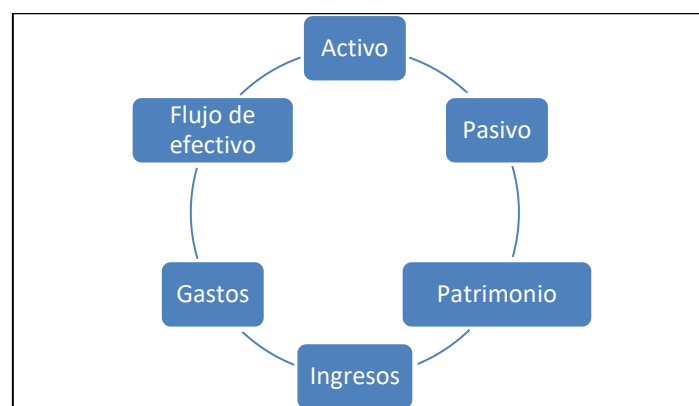 Activo
Pasivo
Patrimonio
Ingresos
Gastos
Flujo de
efectivo